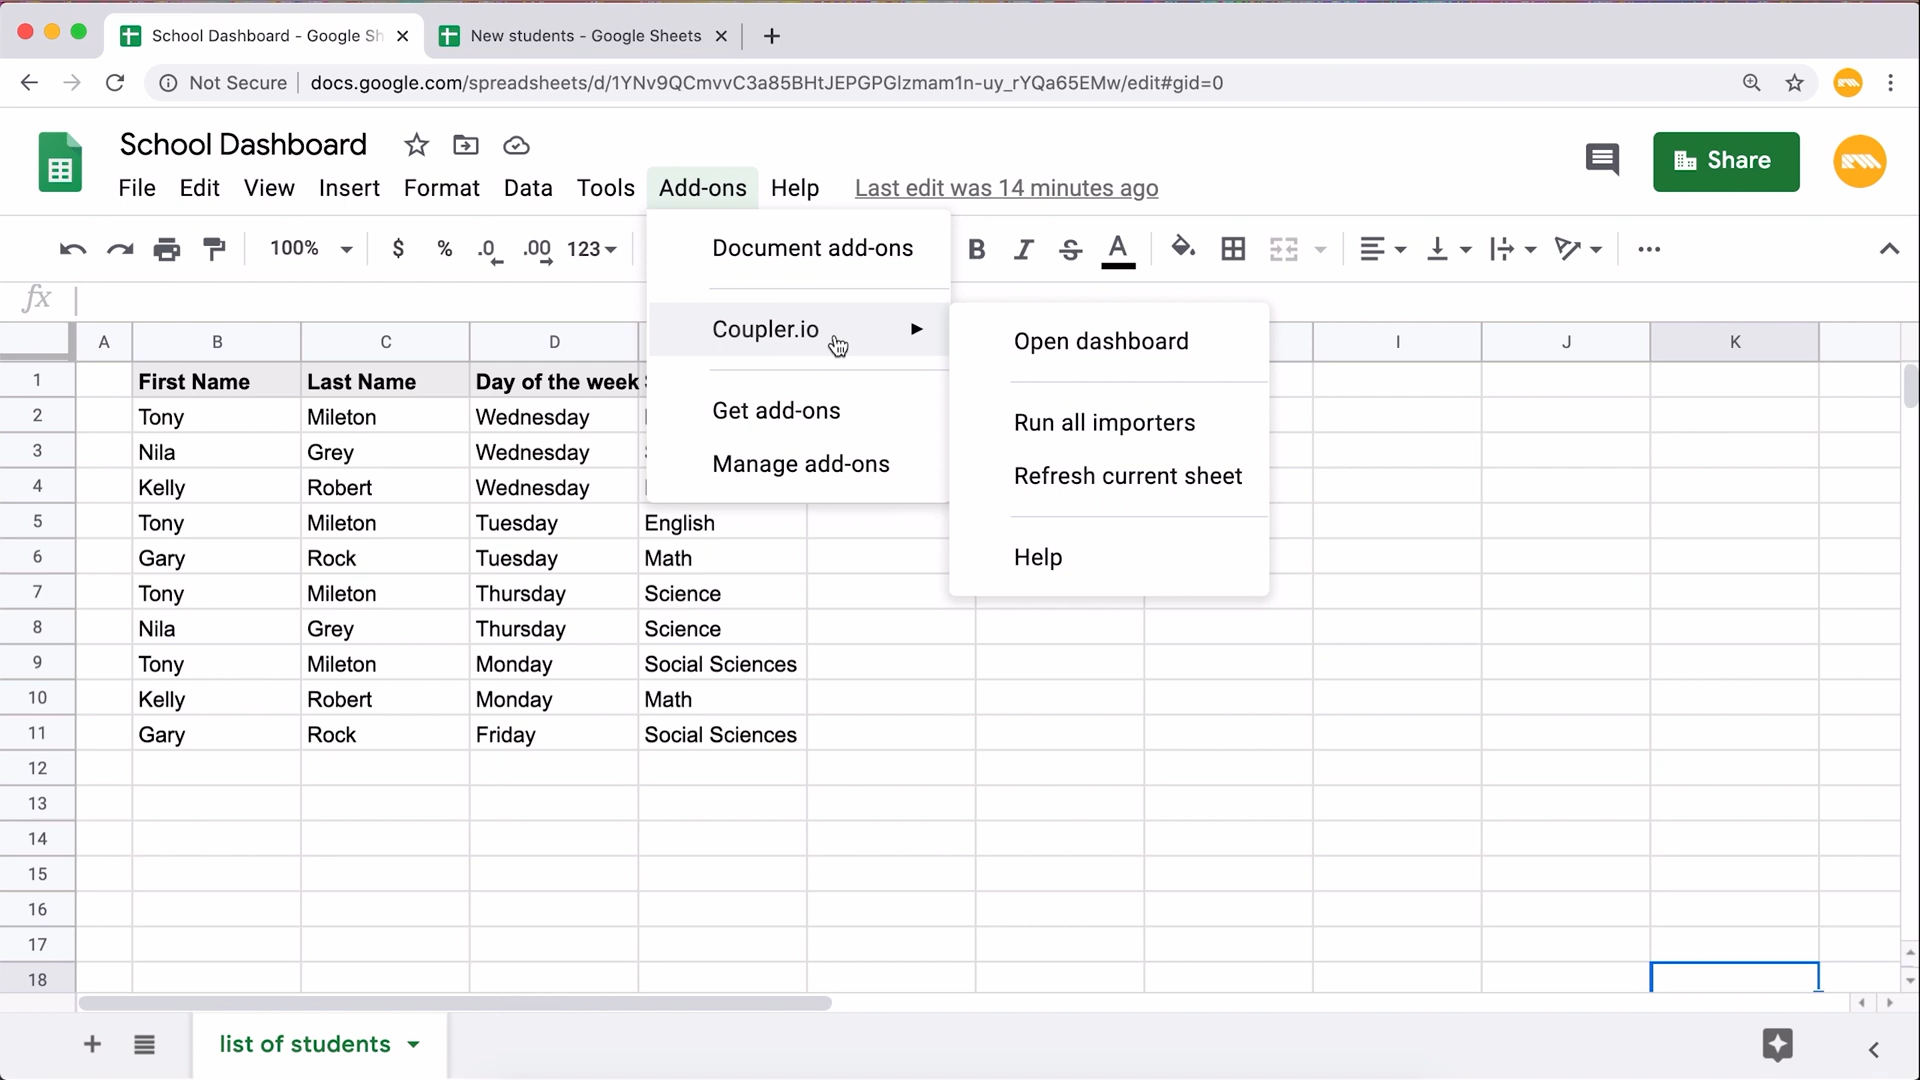 School Dashboard - Google Sh
New students - Google Sheets
Not Secure
docs.google.com/spreadsheets/d/1YNv9QCmvvC3a85BHtJEPGPGlzmam1n-uy_rYQa65EMw/edit#gid=0
School Dashboard
Share
File Edit View Insert Format Data Tools Add-ons Help Last edit was 14 minutes ago
100% $ % .0 .00 123 B I S A
Document add-ons
Coupler.io
Get add-ons
Manage add-ons
Open dashboard
Run all importers
Refresh current sheet
Help
fx
A B C D I J K
1 First Name Last Name Day of the week
2 Tony Mileton Wednesday
3 Nila Grey Wednesday
4 Kelly Robert Wednesday
5 Tony Mileton Tuesday English
6 Gary Rock Tuesday Math
7 Tony Mileton Thursday Science
8 Nila Grey Thursday Science
9 Tony Mileton Monday Social Sciences
10 Kelly Robert Monday Math
11 Gary Rock Friday Social Sciences
12
13
14
15
16
17
18
list of students